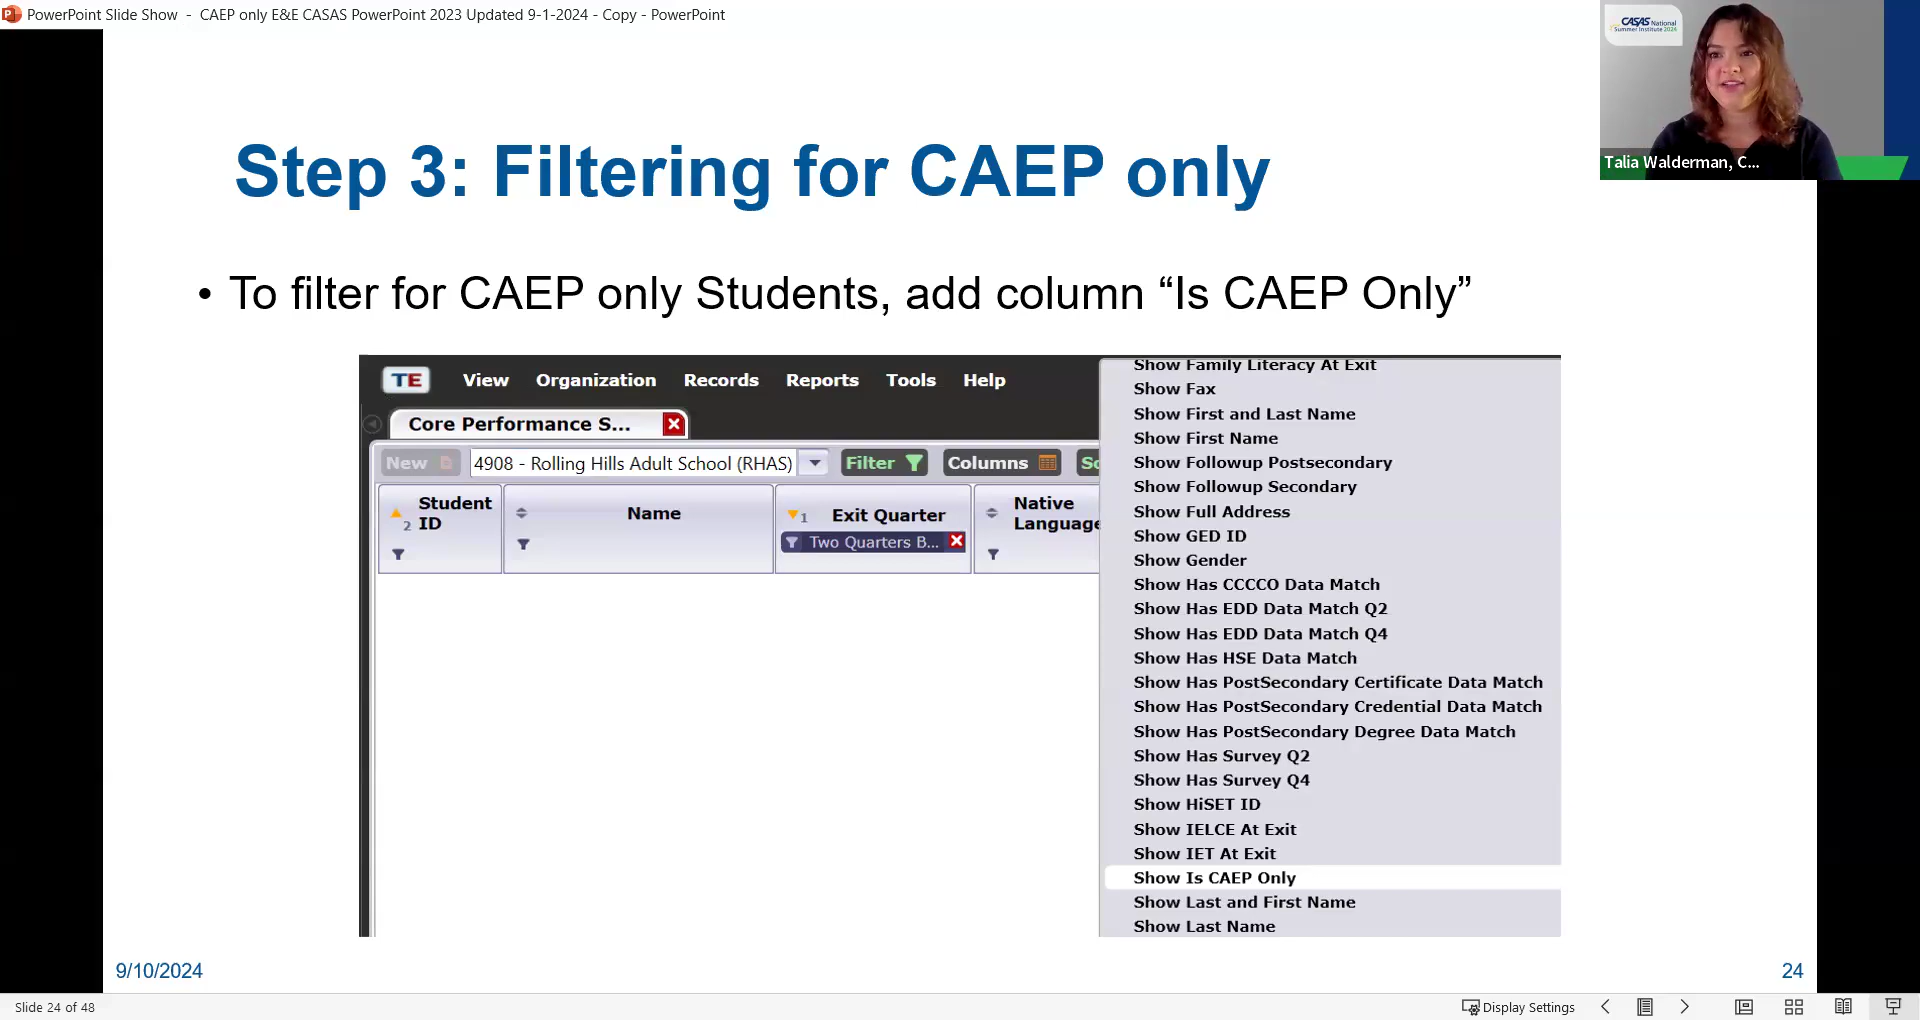 PowerPoint Slide Show - CAEP only E&E CASAS PowerPoint 2023 Updated 9-1-2024 - Copy - PowerPoint
CASAS National
Summer Institute 2024
Talia Walderman, C...
Step 3: Filtering for CAEP only
• To filter for CAEP only Students, add column “Is CAEP Only”
TE View Organization Records Reports Tools Help
Core Performance S...
New 4908 - Rolling Hills Adult School (RHAS) Filter Columns So
Student ID
2
Name
1 Exit Quarter
Two Quarters B...
Native Language
Show Family Literacy At Exit
Show Fax
Show First and Last Name
Show First Name
Show Followup Postsecondary
Show Followup Secondary
Show Full Address
Show GED ID
Show Gender
Show Has CCCCO Data Match
Show Has EDD Data Match Q2
Show Has EDD Data Match Q4
Show Has HSE Data Match
Show Has PostSecondary Certificate Data Match
Show Has PostSecondary Credential Data Match
Show Has PostSecondary Degree Data Match
Show Has Survey Q2
Show Has Survey Q4
Show HiSET ID
Show IELCE At Exit
Show IET At Exit
Show Is CAEP Only
Show Last and First Name
Show Last Name
9/10/2024
24
Slide 24 of 48
Display Settings